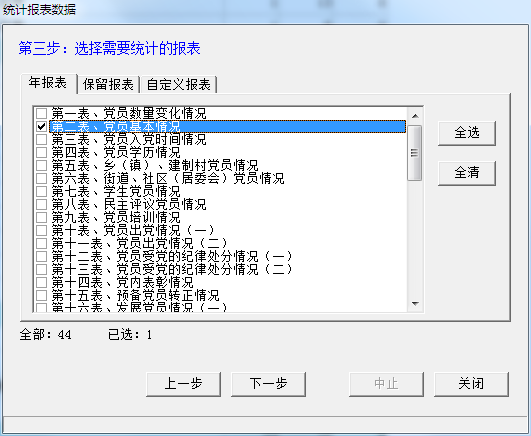 统计报表数据
第三步：选择需要统计的报表
年报表 保留报表 自定义报表
第一表、党员数量变化情况
第二表、党员基本情况
第三表、党员入党时间情况
第四表、党员学历情况
第五表、乡（镇）、建制村党员情况
第六表、街道、社区（居委会）党员情况
第七表、学生党员情况
第八表、民主评议党员情况
第九表、党员培训情况
第十表、党员出党情况（一）
第十一表、党员出党情况（二）
第十二表、党员受党的纪律处分情况（一）
第十三表、党员受党的纪律处分情况（二）
第十四表、党内表彰情况
第十五表、预备党员转正情况
第十六表、发展党员情况（一）
全选
全清
全部：44 已选：1
上一步 下一步 中止 关闭